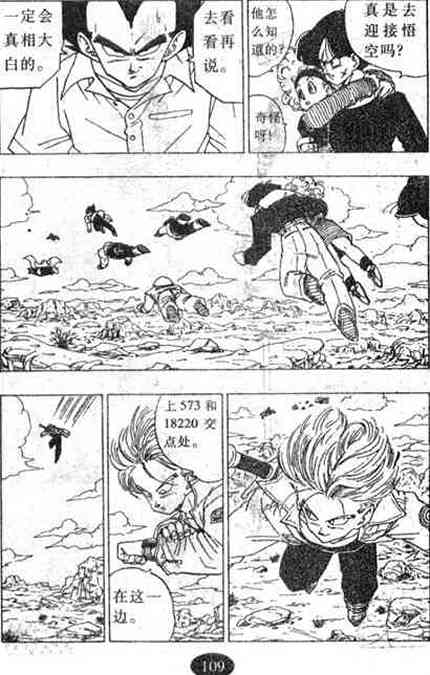 真是去
迎接悟
空吗?
他怎
么知
道的?
奇怪
呀!
去看
看再
说。
一定会
真相大
白的。
上573和
18220交
点处。
在这一
边。
109